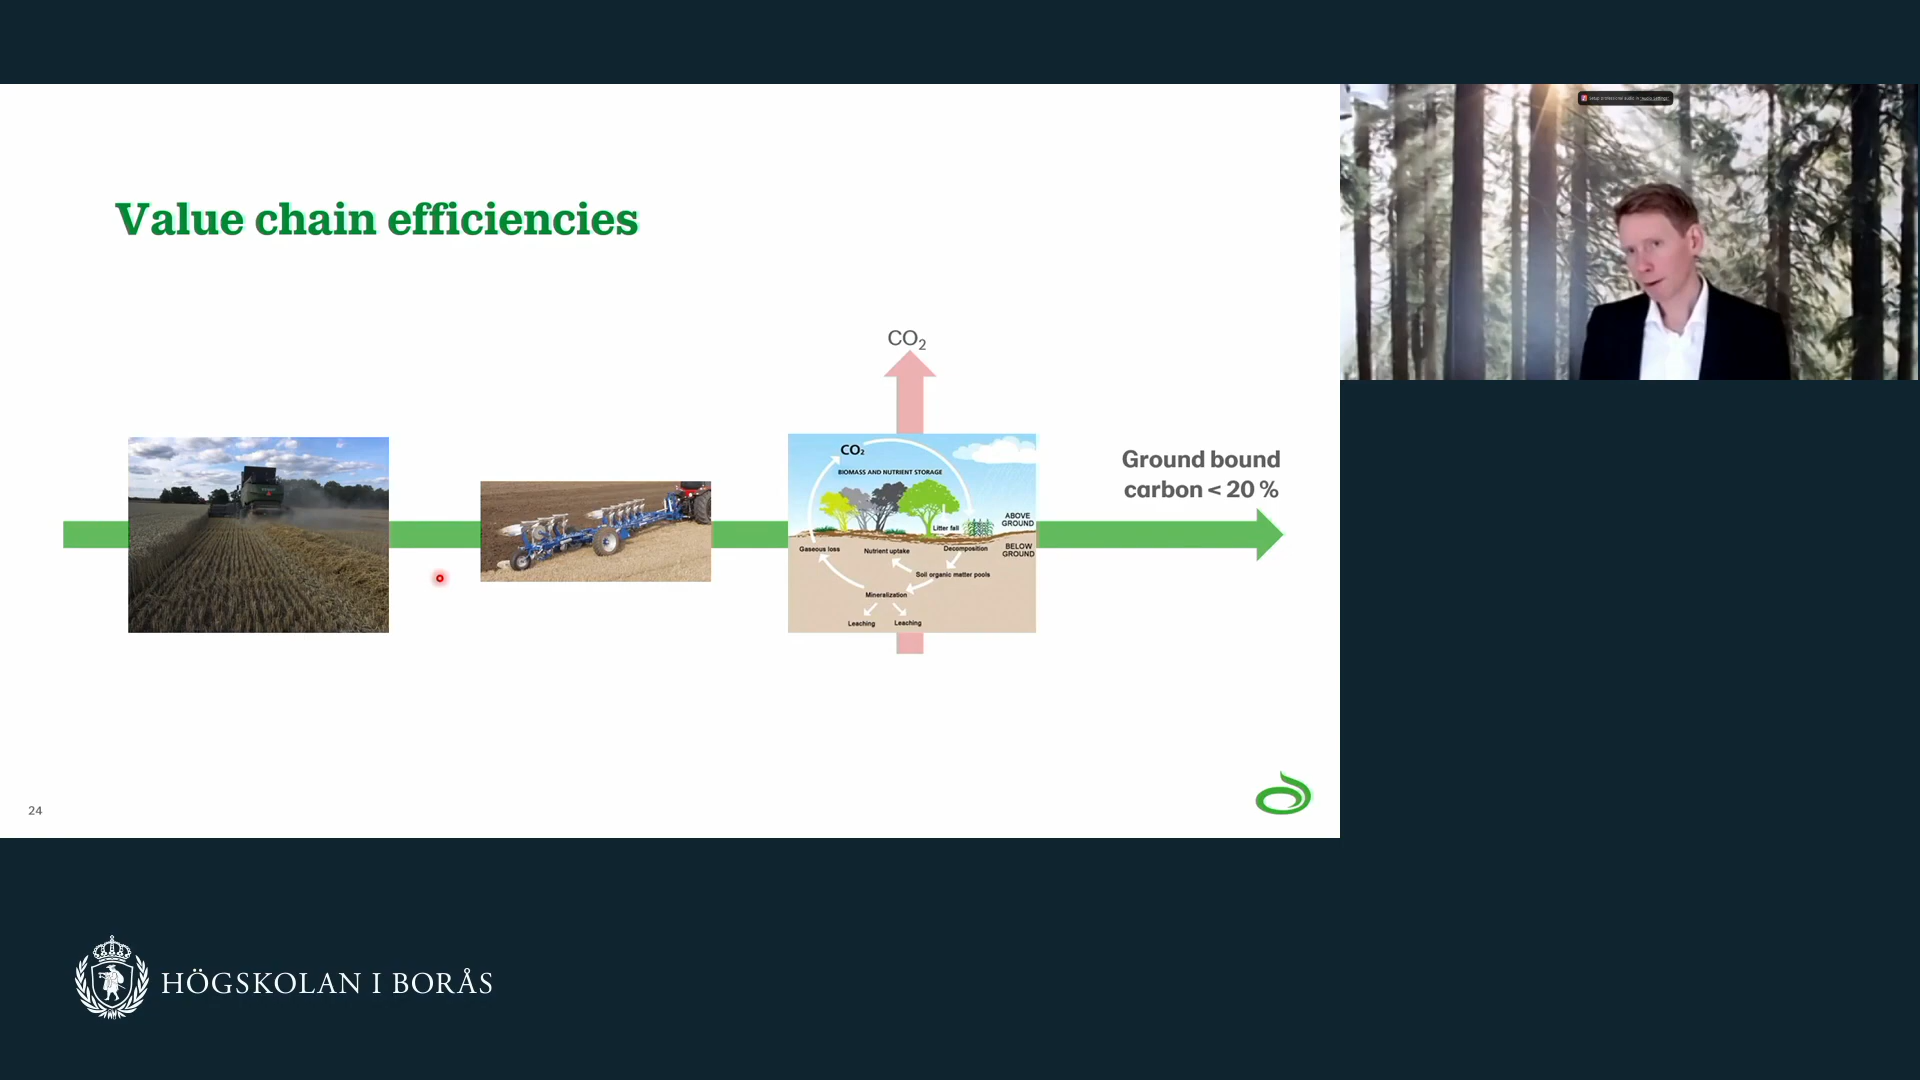 Value chain efficiencies
CO₂
Ground bound
carbon < 20 %
CO₂
BIOMASS AND NUTRIENT STORAGE
Litter fall
ABOVE
GROUND
Gaseous loss
Nutrient uptake
Decomposition
BELOW
GROUND
Soil organic matter pools
Mineralization
Leaching
Leaching
24
HÖGSKOLAN I BORÅS